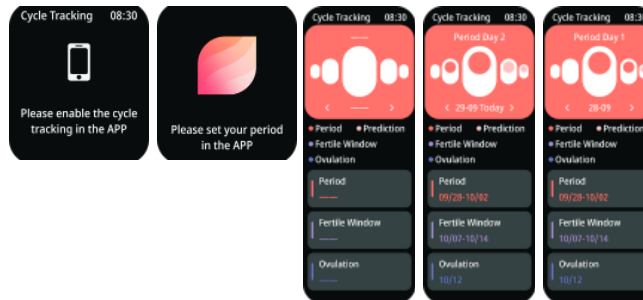 Cycle Tracking 08:30
Please enable the cycle
tracking in the APP
Please set your period
in the APP
Cycle Tracking 08:30
——
< —— >
Period Prediction
Fertile Window
Ovulation
Period
——
Fertile Window
——
Ovulation
——
Cycle Tracking 08:30
Period Day 2
< 29-09 Today >
Period Prediction
Fertile Window
Ovulation
Period
09/28-10/02
Fertile Window
10/07-10/14
Ovulation
10/12
Cycle Tracking 08:30
Period Day 1
< 28-09 >
Period Prediction
Fertile Window
Ovulation
Period
09/28-10/02
Fertile Window
10/07-10/14
Ovulation
10/12